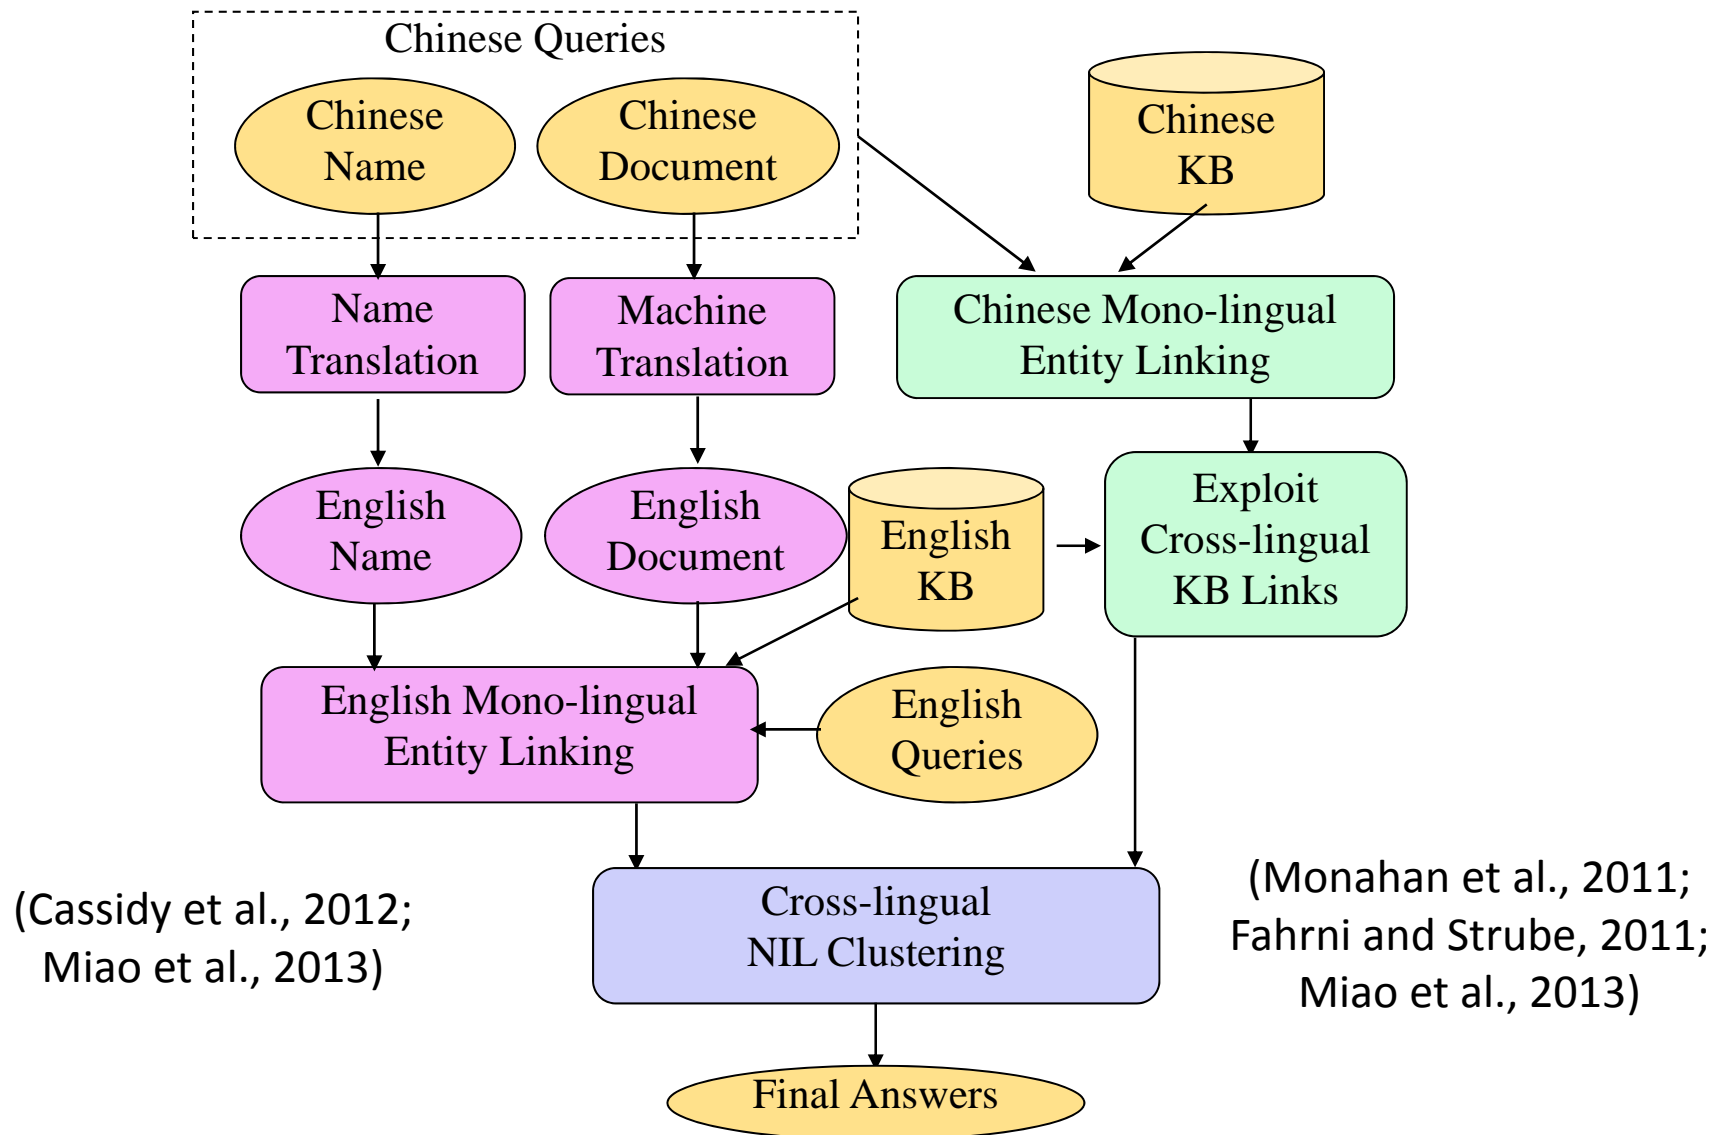 Chinese Queries
Chinese
Name
Chinese
Document
Chinese
KB
Name
Translation
Machine
Translation
Chinese Mono-lingual
Entity Linking
English
Name
English
Document
English
KB
Exploit
Cross-lingual
KB Links
English Mono-lingual
Entity Linking
English
Queries
(Cassidy et al., 2012;
Miao et al., 2013)
Cross-lingual
NIL Clustering
(Monahan et al., 2011;
Fahrni and Strube, 2011;
Miao et al., 2013)
Final Answers